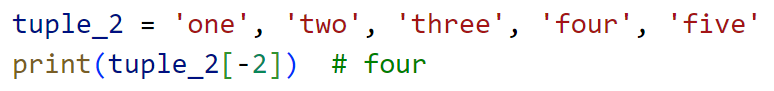 tuple_2 = 'one', 'two', 'three', 'four', 'five'
print(tuple_2[-2])  # four